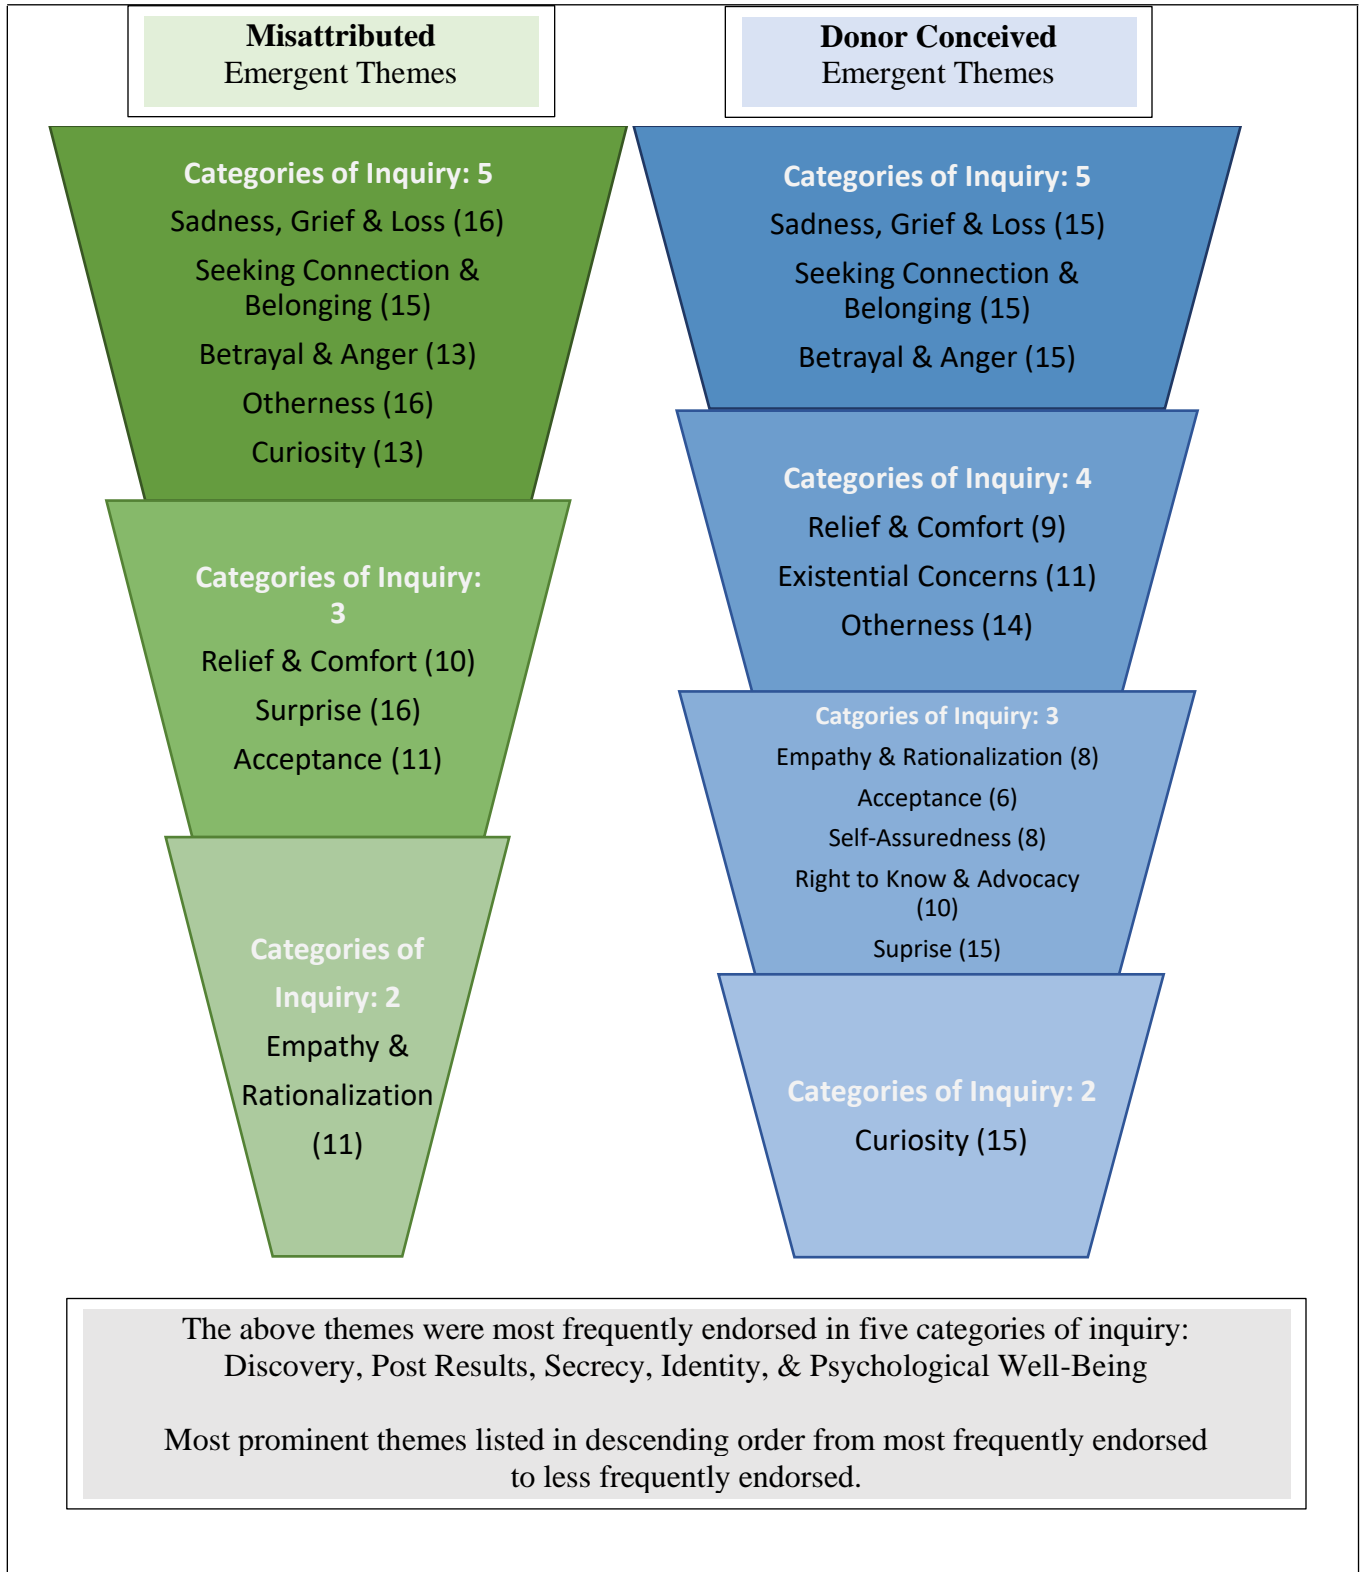 Misattributed
Emergent Themes
Categories of Inquiry: 5
Sadness, Grief & Loss (16)
Seeking Connection &
Belonging (15)
Betrayal & Anger (13)
Otherness (16)
Curiosity (13)
Categories of Inquiry:
3
Relief & Comfort (10)
Surprise (16)
Acceptance (11)
Categories of
Inquiry: 2
Empathy &
Rationalization
(11)
Donor Conceived
Emergent Themes
Categories of Inquiry: 5
Sadness, Grief & Loss (15)
Seeking Connection &
Belonging (15)
Betrayal & Anger (15)
Categories of Inquiry: 4
Relief & Comfort (9)
Existential Concerns (11)
Otherness (14)
Catgories of Inquiry: 3
Empathy & Rationalization (8)
Acceptance (6)
Self-Assuredness (8)
Right to Know & Advocacy
(10)
Suprise (15)
Categories of Inquiry: 2
Curiosity (15)
The above themes were most frequently endorsed in five categories of inquiry:
Discovery, Post Results, Secrecy, Identity, & Psychological Well-Being
Most prominent themes listed in descending order from most frequently endorsed
to less frequently endorsed.